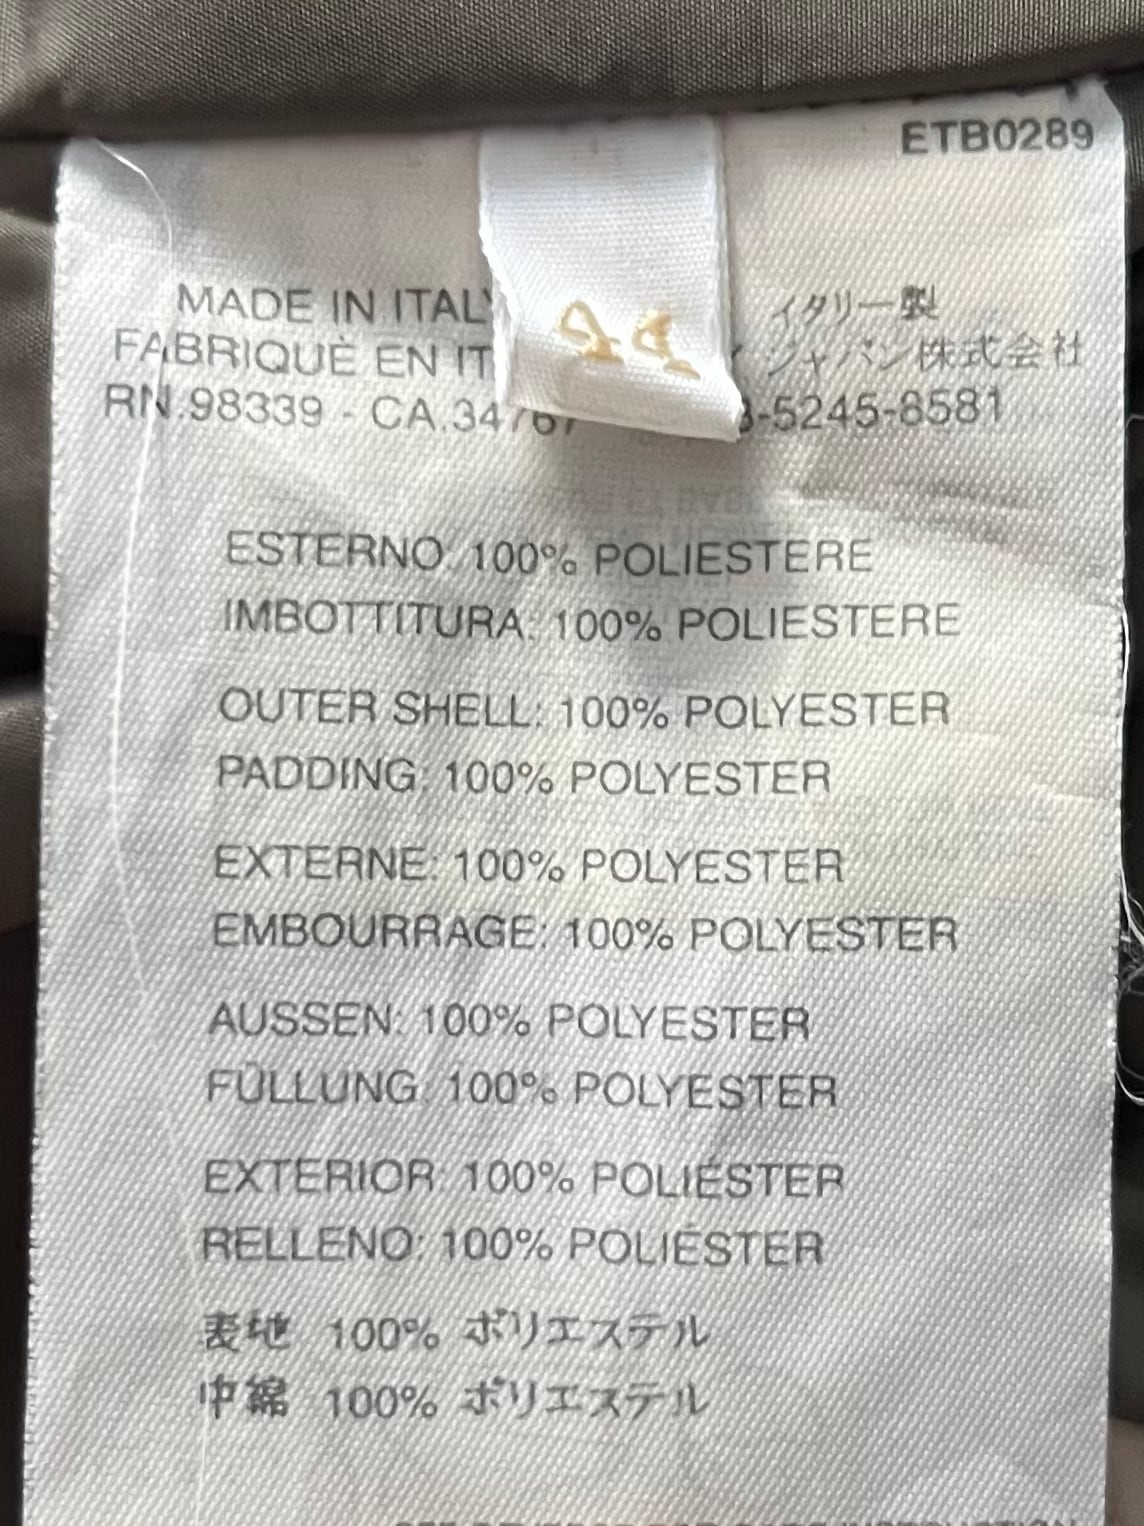 ETB0289
44
MADE IN ITAL
FABRIQUÈ EN IT
RN.98339 - CA.34767
イタリー製
ジャパン株式会社
-5245-8581
ESTERNO: 100% POLIESTERE
IMBOTTITURA: 100% POLIESTERE
OUTER SHELL: 100% POLYESTER
PADDING: 100% POLYESTER
EXTERNE: 100% POLYESTER
EMBOURRAGE: 100% POLYESTER
AUSSEN: 100% POLYESTER
FÜLLUNG 100% POLYESTER
EXTERIOR: 100% POLIÉSTER
RELLENO: 100% POLIÉSTER
表地 100% ポリエステル
中綿 100% ポリエステル